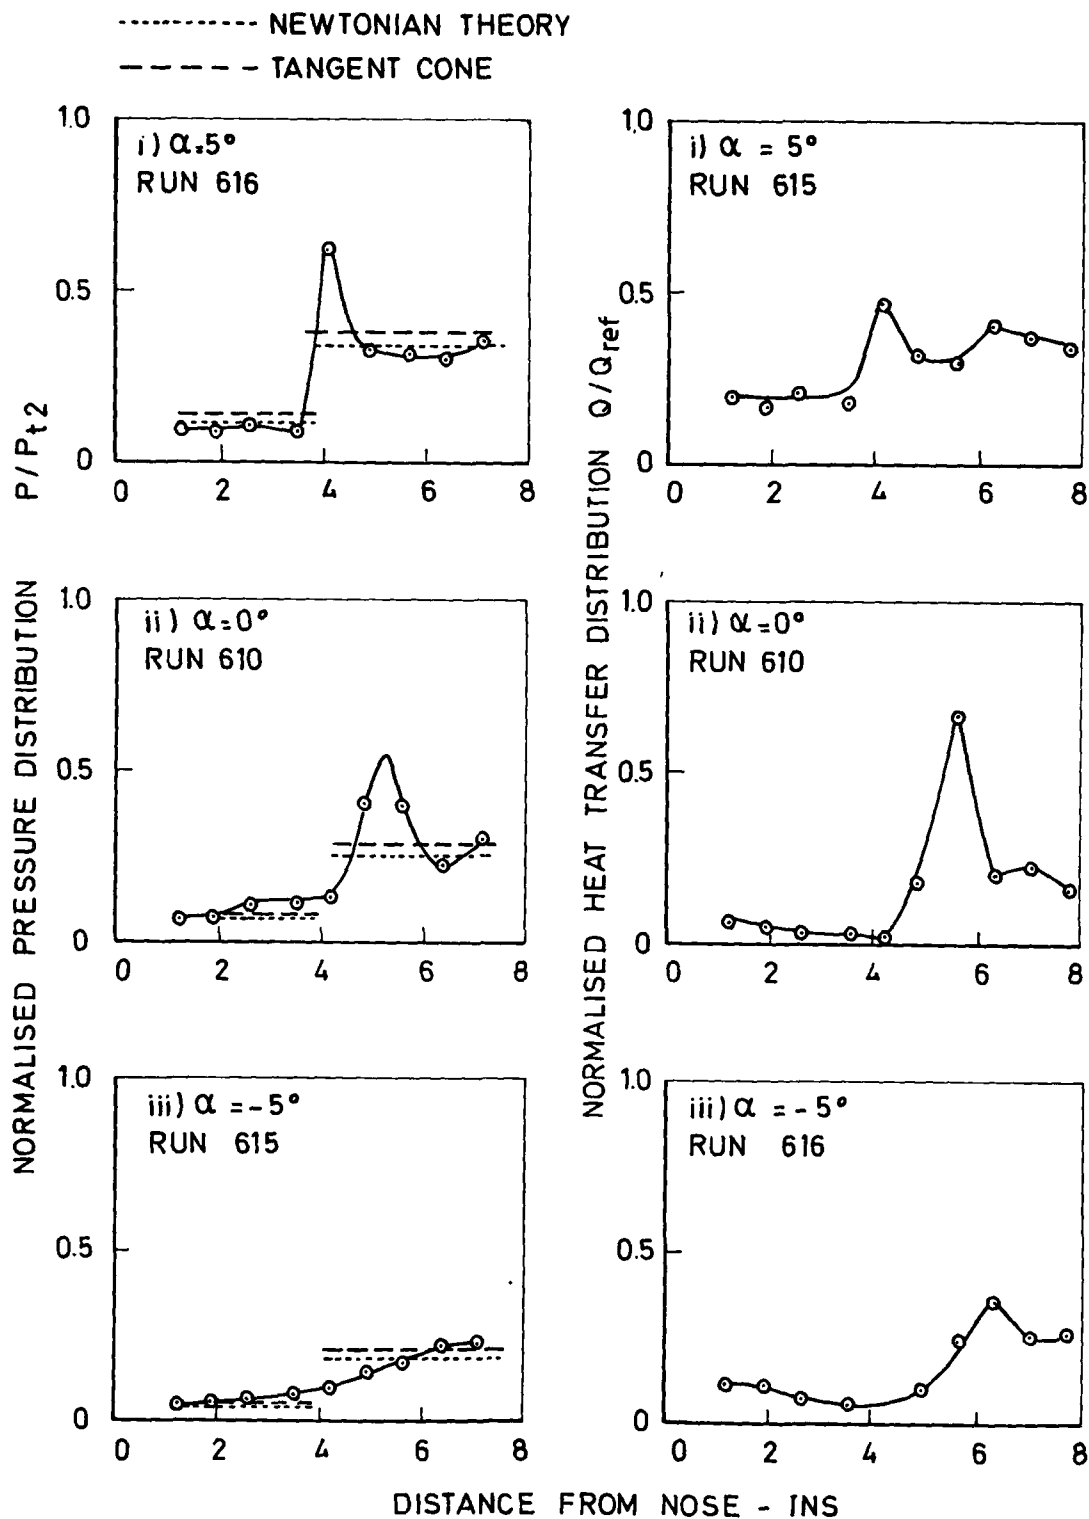 NEWTONIAN THEORY
TANGENT CONE
NORMALISED PRESSURE DISTRIBUTION P/Pt2
1.0
0.5
0
i) α=5°
RUN 616
0 2 4 6 8
1.0
0.5
0
ii) α=0°
RUN 610
0 2 4 6 8
1.0
0.5
0
iii) α = -5°
RUN 615
0 2 4 6 8
NORMALISED HEAT TRANSFER DISTRIBUTION Q/Qref
1.0
0.5
0
i) α = 5°
RUN 615
0 2 4 6 8
1.0
0.5
0
ii) α=0°
RUN 610
0 2 4 6 8
1.0
0.5
0
iii) α = -5°
RUN 616
0 2 4 6 8
DISTANCE FROM NOSE - INS